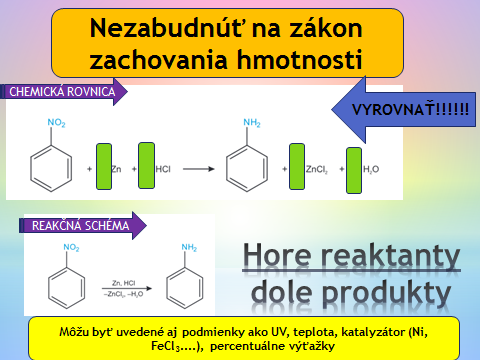 Nezabudnúť na zákon
zachovania hmotnosti
CHEMICKÁ ROVNICA
VYROVNAŤ!!!!!!
NO₂ + Zn + HCl → NH₂ + ZnCl₂ + H₂O
REAKČNÁ SCHÉMA
NO₂ Zn, HCl NH₂
–ZnCl₂, –H₂O
Hore reaktanty
dole produkty
Môžu byť uvedené aj podmienky ako UV, teplota, katalyzátor (Ni,
FeCl₃....), percentuálne výťažky